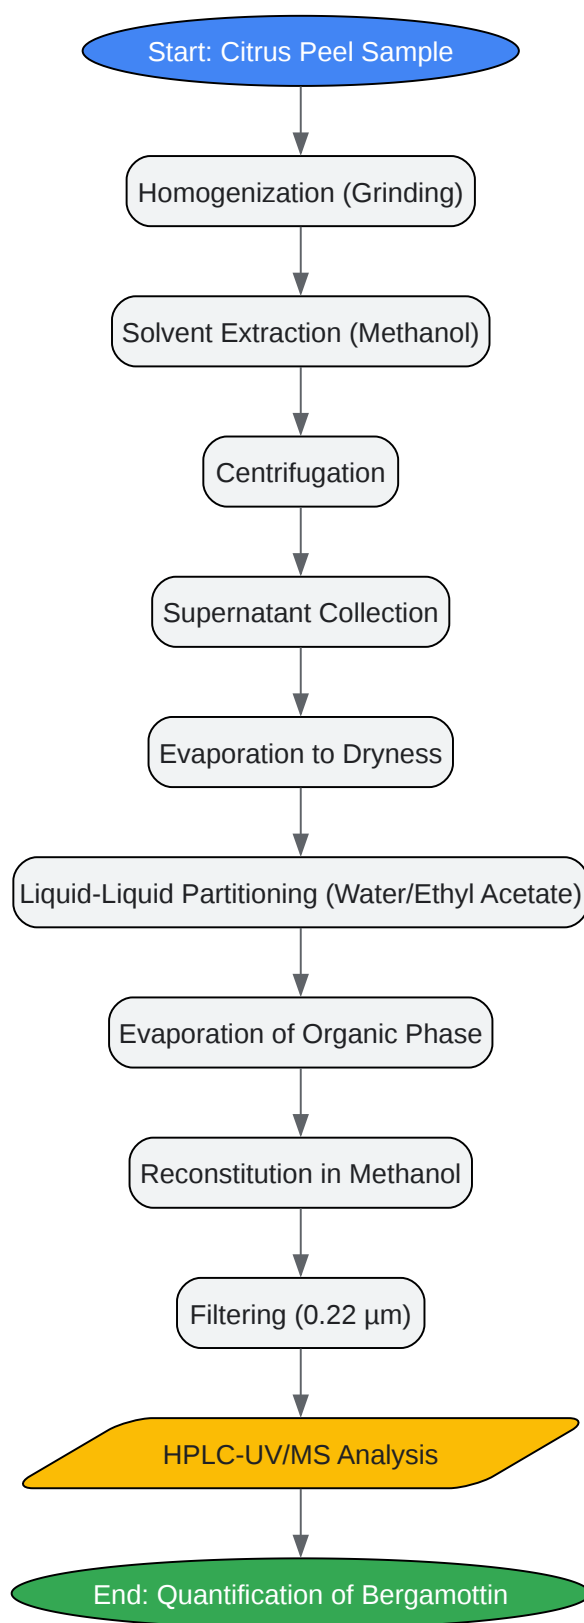 Start: Citrus Peel Sample
Homogenization (Grinding)
Solvent Extraction (Methanol)
Centrifugation
Supernatant Collection
Evaporation to Dryness
Liquid-Liquid Partitioning (Water/Ethyl Acetate)
Evaporation of Organic Phase
Reconstitution in Methanol
Filtering (0.22 µm)
HPLC-UV/MS Analysis
End: Quantification of Bergamottin